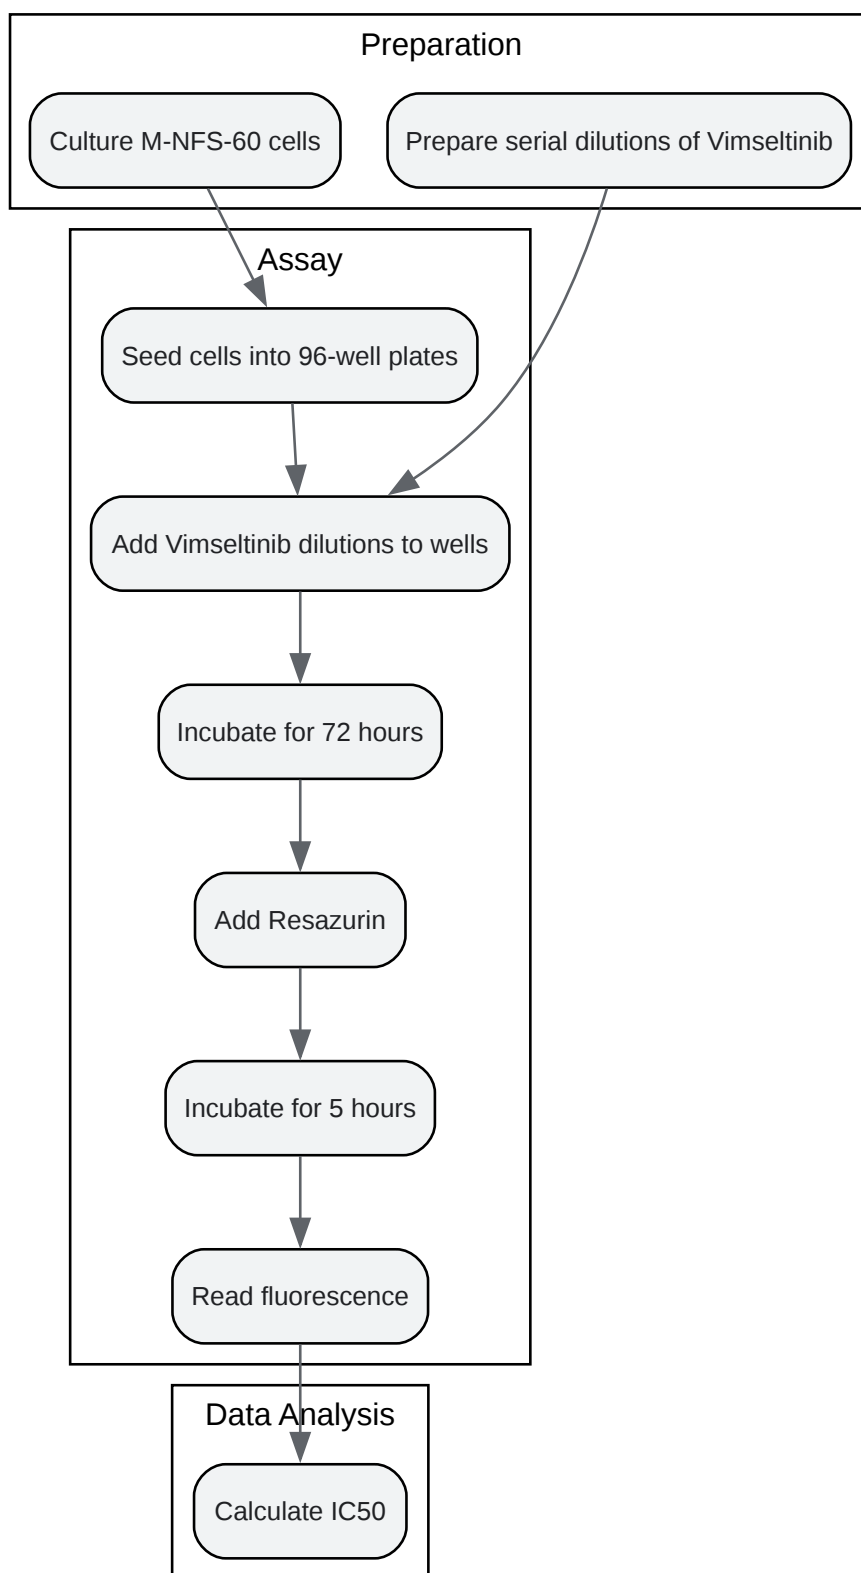 Preparation
Culture M-NFS-60 cells
Prepare serial dilutions of Vimseltinib
Assay
Seed cells into 96-well plates
Add Vimseltinib dilutions to wells
Incubate for 72 hours
Add Resazurin
Incubate for 5 hours
Read fluorescence
Data Analysis
Calculate IC50